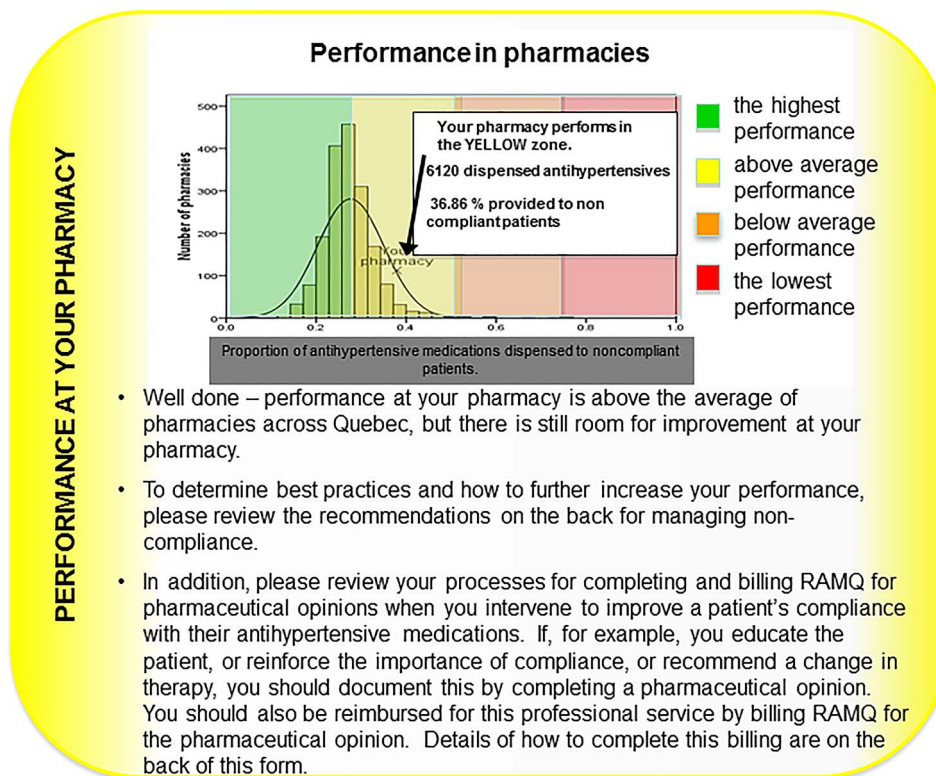 Performance in pharmacies
500
400
300
200
100
0
Number of pharmacies
0.0
0.2
0.4
0.6
0.8
1.0
Your pharmacy performs in
the YELLOW zone.
6120 dispensed antihypertensives
36.86 % provided to non
compliant patients
Your
pharmacy
X
Proportion of antihypertensive medications dispensed to noncompliant
patients.
the highest
performance
above average
performance
below average
performance
the lowest
performance
PERFORMANCE AT YOUR PHARMACY
• Well done – performance at your pharmacy is above the average of
pharmacies across Quebec, but there is still room for improvement at your
pharmacy.
• To determine best practices and how to further increase your performance,
please review the recommendations on the back for managing non-
compliance.
• In addition, please review your processes for completing and billing RAMQ for
pharmaceutical opinions when you intervene to improve a patient's compliance
with their antihypertensive medications. If, for example, you educate the
patient, or reinforce the importance of compliance, or recommend a change in
therapy, you should document this by completing a pharmaceutical opinion.
You should also be reimbursed for this professional service by billing RAMQ for
the pharmaceutical opinion. Details of how to complete this billing are on the
back of this form.